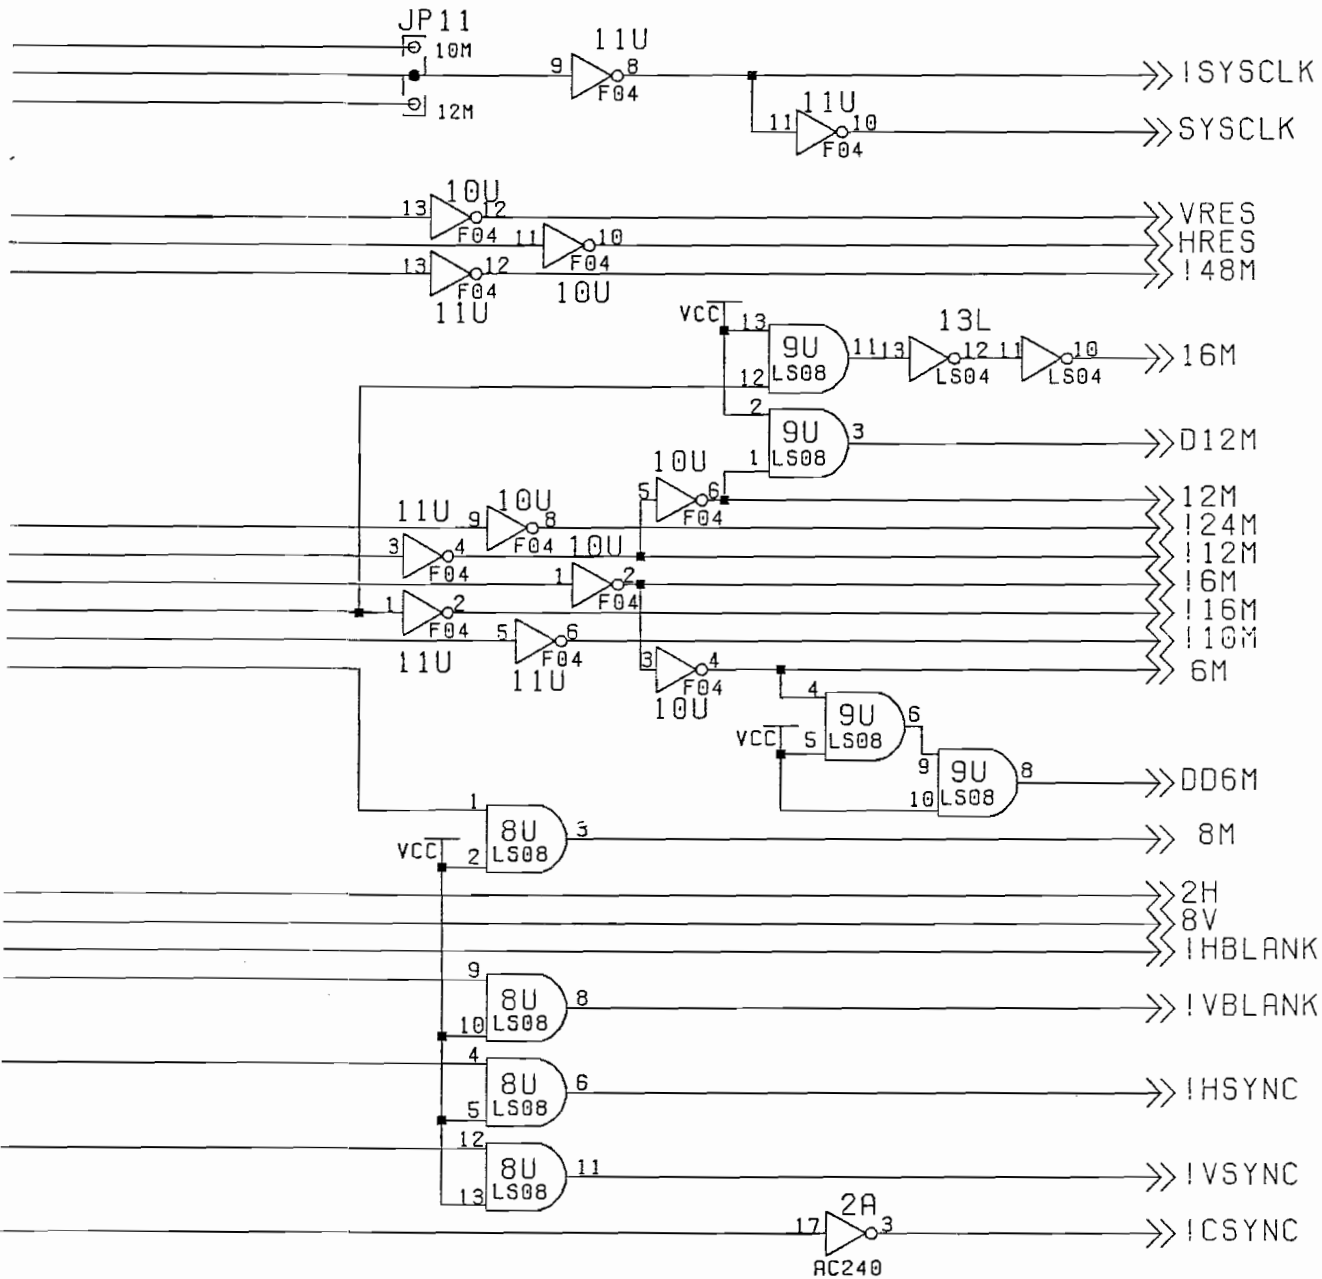 JP11
10M
11U
9 8 !SYSCLK
F04
12M
11U
11 10 SYSCLK
F04
10U
13 12 VRES
F04 11 10 HRES
F04
13 12 !48M
F04 10U
11U
VCC 13 13L
9U 11 13 12 11 10 16M
LS08 LS04 LS04
12
2
9U 3 D12M
LS08
1
10U
5 6 12M
F04
11U 10U
9 8 !24M
F04 10U
3 4 !12M
F04
1 2 !6M
F04
1 2 !16M
F04
5 6 !10M
F04
11U 11U
3 4 6M
F04
10U
4
9U 6
VCC 5 LS08
9
9U 8 DD6M
10 LS08
1
8U 3 8M
VCC LS08
2
2H
8V
!HBLANK
9
8U 8 !VBLANK
LS08
10
4
8U 6 !HSYNC
LS08
5
12
8U 11 !VSYNC
LS08
13
2A
17 3 !CSYNC
AC240